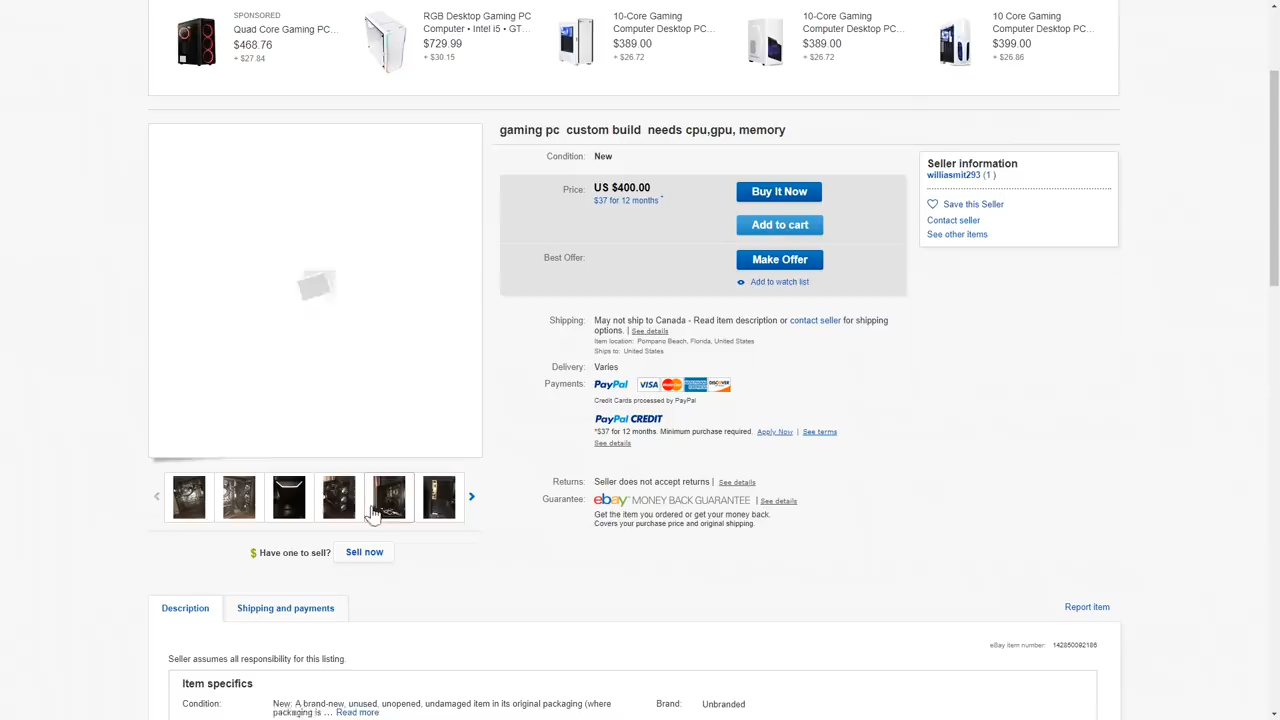 SPONSORED
Quad Core Gaming PC...
$468.76
+ $27.84
RGB Desktop Gaming PC
Computer • Intel i5 • GT...
$729.99
+ $30.15
10-Core Gaming
Computer Desktop PC...
$389.00
+ $26.72
10-Core Gaming
Computer Desktop PC...
$389.00
+ $26.72
10 Core Gaming
Computer Desktop PC...
$399.00
+ $26.86
gaming pc custom build needs cpu,gpu, memory
Condition: New
Price: US $400.00
$37 for 12 months *
Buy It Now
Add to cart
Best Offer:
Make Offer
Add to watch list
Seller information
williasmit293 (1 )
Save this Seller
Contact seller
See other items
Shipping: May not ship to Canada - Read item description or contact seller for shipping
options. | See details
Item location: Pompano Beach, Florida, United States
Ships to: United States
Delivery: Varies
Payments: PayPal VISA MasterCard AMERICAN EXPRESS DISCOVER
Credit Cards processed by PayPal
PayPal CREDIT
*$37 for 12 months. Minimum purchase required. Apply Now | See terms
See details
Returns: Seller does not accept returns | See details
Guarantee: ebay MONEY BACK GUARANTEE | See details
Get the item you ordered or get your money back.
Covers your purchase price and original shipping.
$ Have one to sell? Sell now
Description
Shipping and payments
Report item
eBay item number: 142850092186
Seller assumes all responsibility for this listing.
Item specifics
Condition: New: A brand-new, unused, unopened, undamaged item in its original packaging (where
packaging is ... Read more
Brand: Unbranded